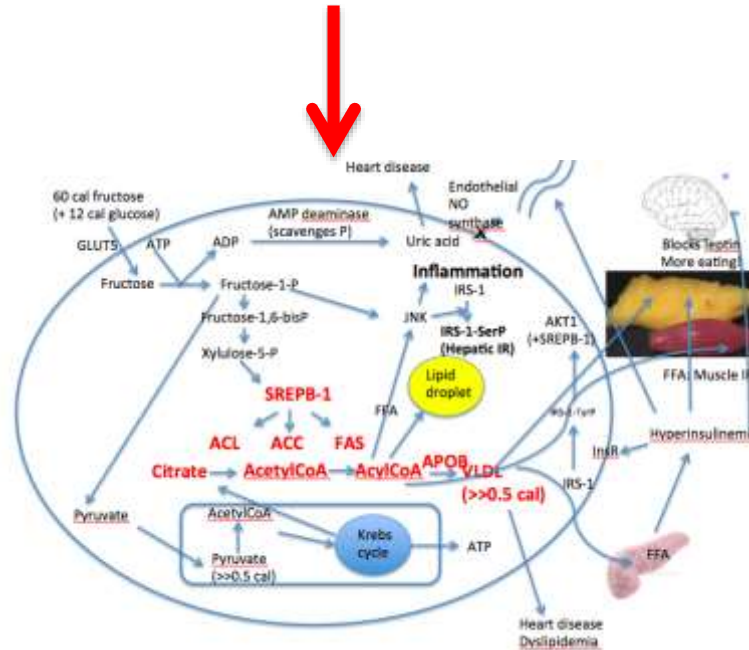 Heart disease
60 cal fructose
(+ 12 cal glucose)
Endothelial
NO
synthase
AMP deaminase
(scavenges P)
GLUT5
ATP
ADP
Uric acid
Blocks leptin
More eating!
Fructose
Fructose-1-P
Inflammation
IRS-1
Fructose-1,6-bisP
JNK
IRS-1-SerP
(Hepatic IR)
AKT1
(+SREPB-1)
Xylulose-5-P
Lipid
droplet
FFA: Muscle IR
SREPB-1
FFA
ACL
ACC
FAS
Hyperinsulinemi
InsR
Citrate
AcetylCoA
AcylCoA
APOB
VLDL
(>>0.5 cal)
IRS-1
Pyruvate
AcetylCoA
Krebs
cycle
ATP
Pyruvate
(>>0.5 cal)
FFA
Heart disease
Dyslipidemia